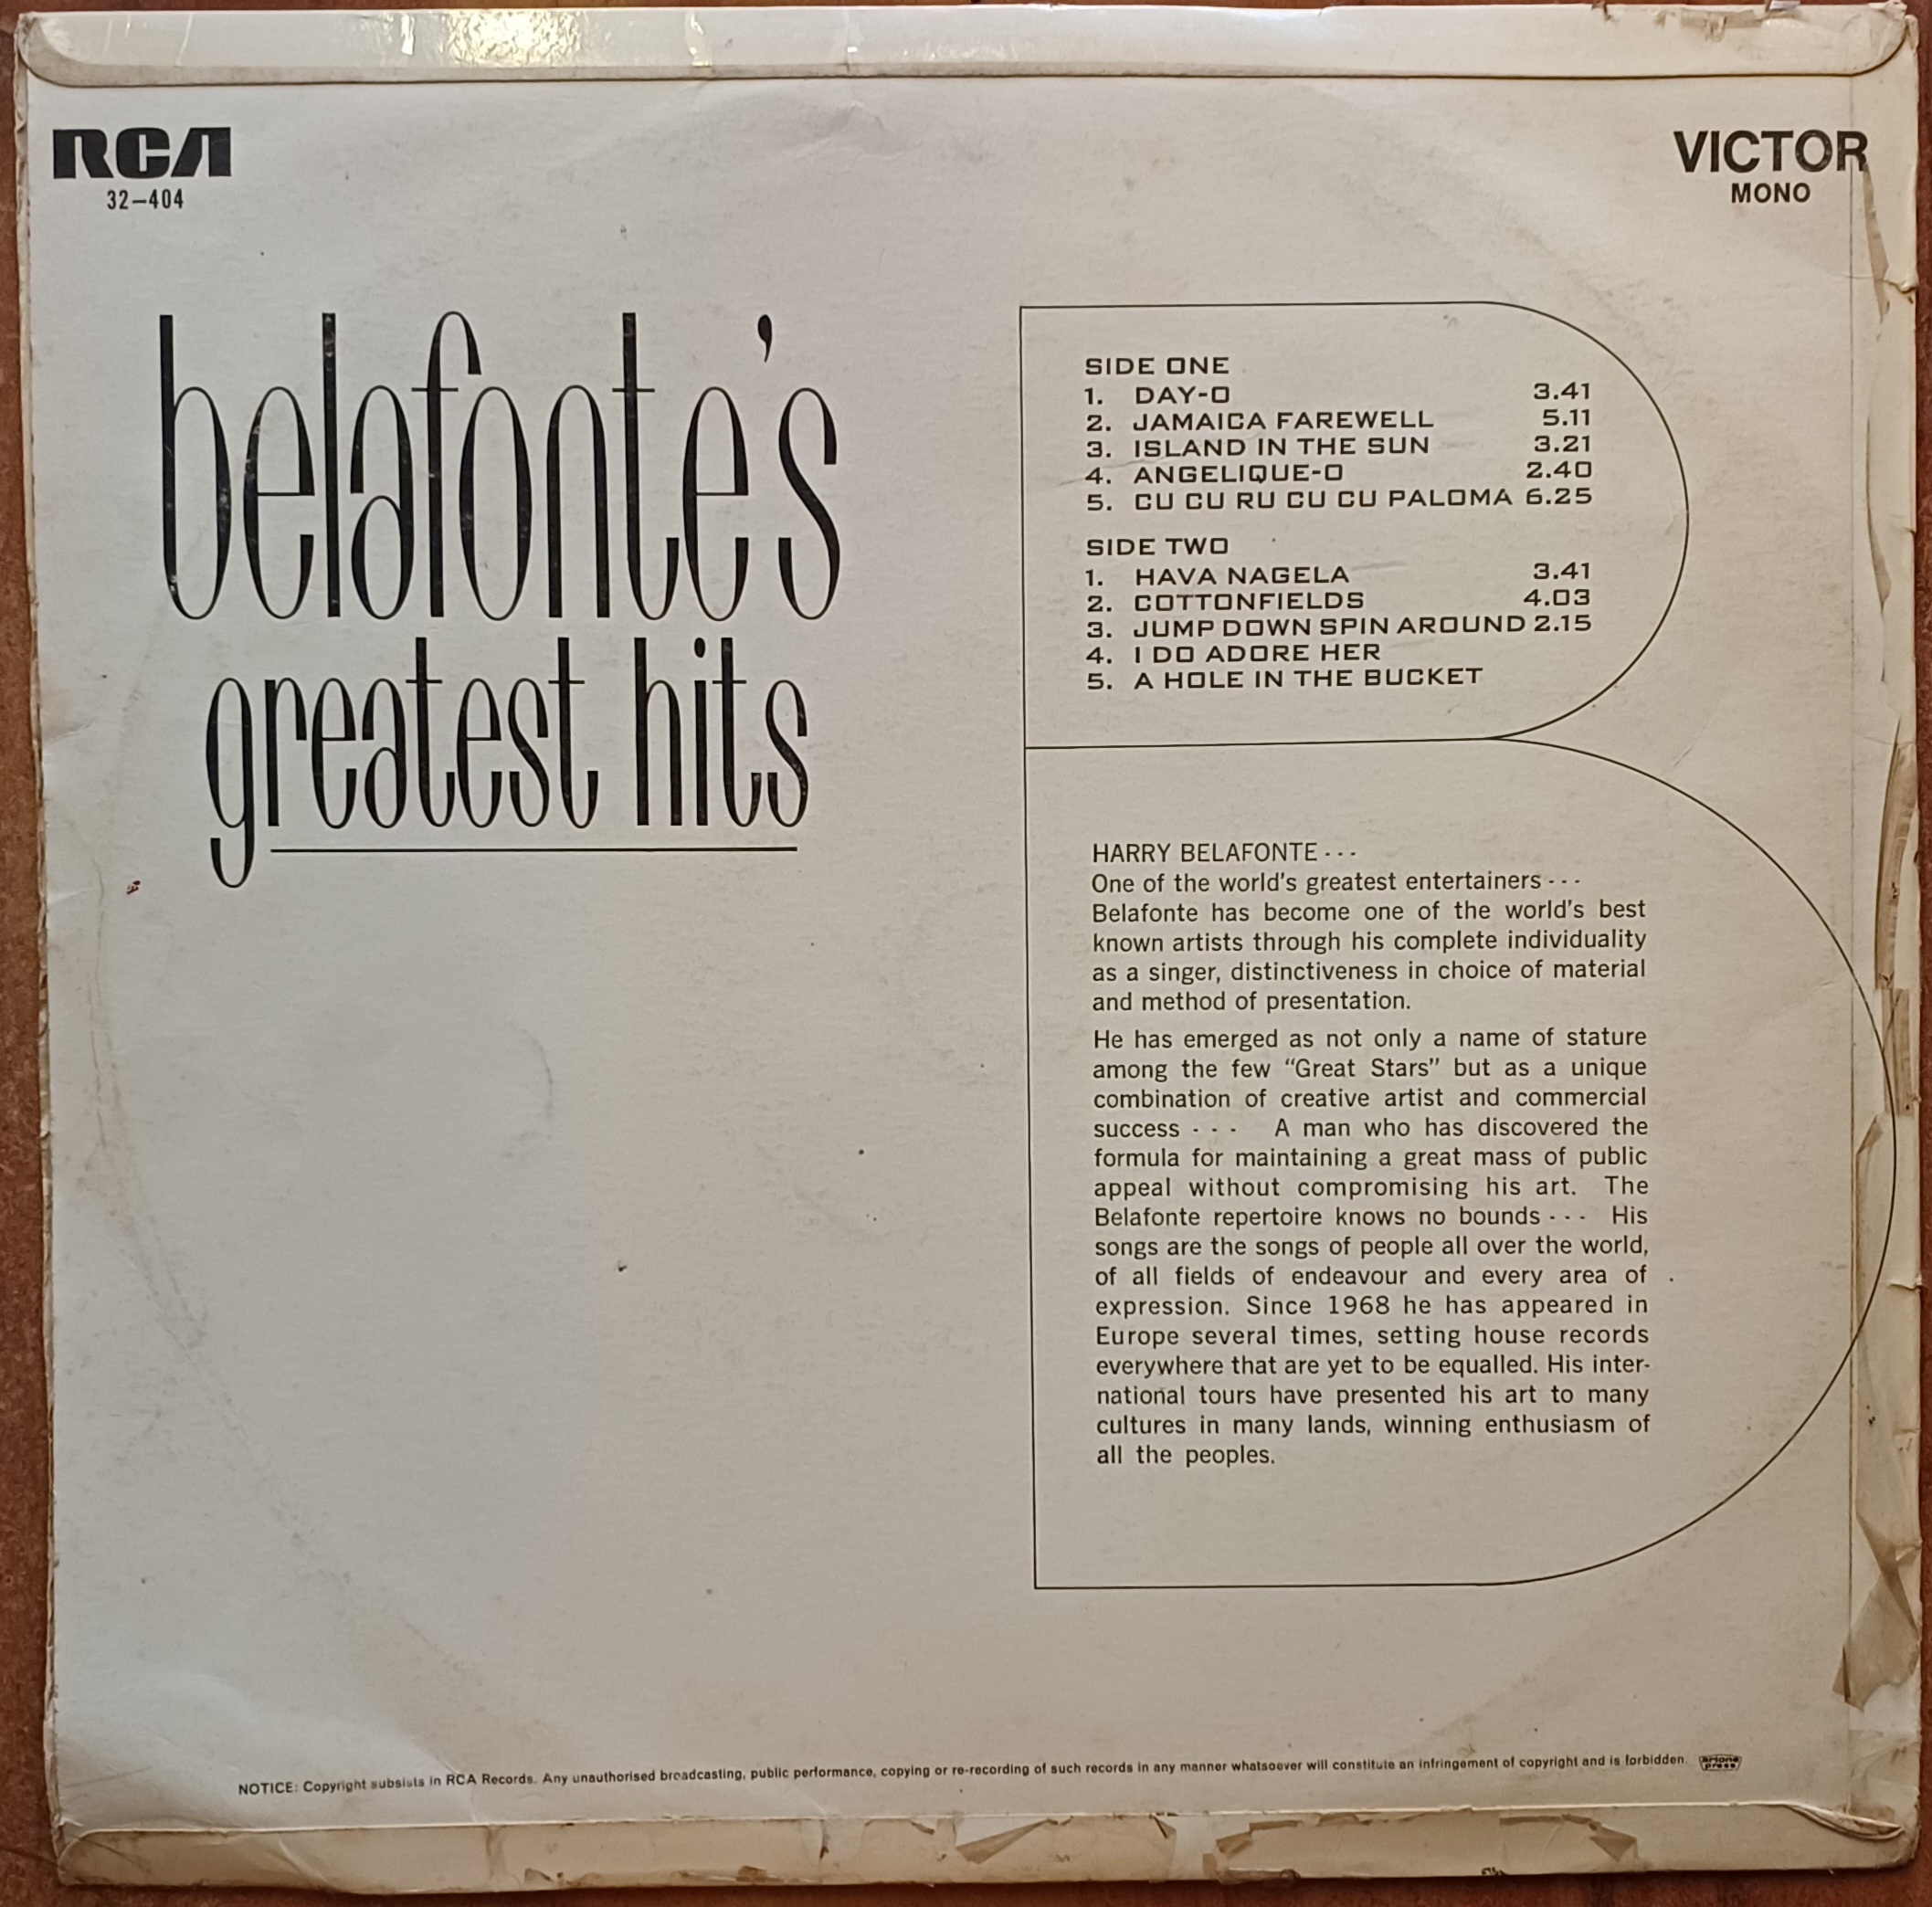 RCA
32–404
VICTOR
MONO
belafonte's
greatest hits
SIDE ONE
1. DAY-O 3.41
2. JAMAICA FAREWELL 5.11
3. ISLAND IN THE SUN 3.21
4. ANGELIQUE-O 2.40
5. CU CU RU CU CU PALOMA 6.25
SIDE TWO
1. HAVA NAGELA 3.41
2. COTTONFIELDS 4.03
3. JUMP DOWN SPIN AROUND 2.15
4. I DO ADORE HER
5. A HOLE IN THE BUCKET
HARRY BELAFONTE - - -
One of the world's greatest entertainers - - -
Belafonte has become one of the world's best
known artists through his complete individuality
as a singer, distinctiveness in choice of material
and method of presentation.
He has emerged as not only a name of stature
among the few “Great Stars” but as a unique
combination of creative artist and commercial
success - - - A man who has discovered the
formula for maintaining a great mass of public
appeal without compromising his art. The
Belafonte repertoire knows no bounds - - - His
songs are the songs of people all over the world,
of all fields of endeavour and every area of
expression. Since 1968 he has appeared in
Europe several times, setting house records
everywhere that are yet to be equalled. His inter-
national tours have presented his art to many
cultures in many lands, winning enthusiasm of
all the peoples.
NOTICE: Copyright subsists in RCA Records. Any unauthorised broadcasting, public performance, copying or re-recording of such records in any manner whatsoever will constitute an infringement of copyright and is forbidden.
artone
press